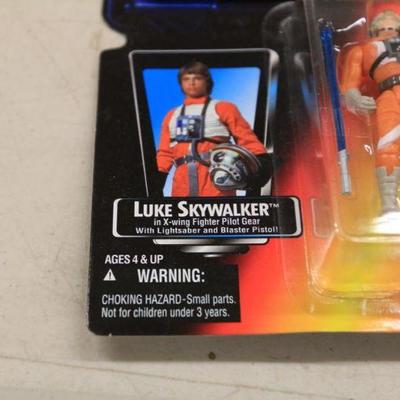 LUKE SKYWALKER™
in X-wing Fighter Pilot Gear
With Lightsaber and Blaster Pistol!
AGES 4 & UP
WARNING:
CHOKING HAZARD-Small parts.
Not for children under 3 years.